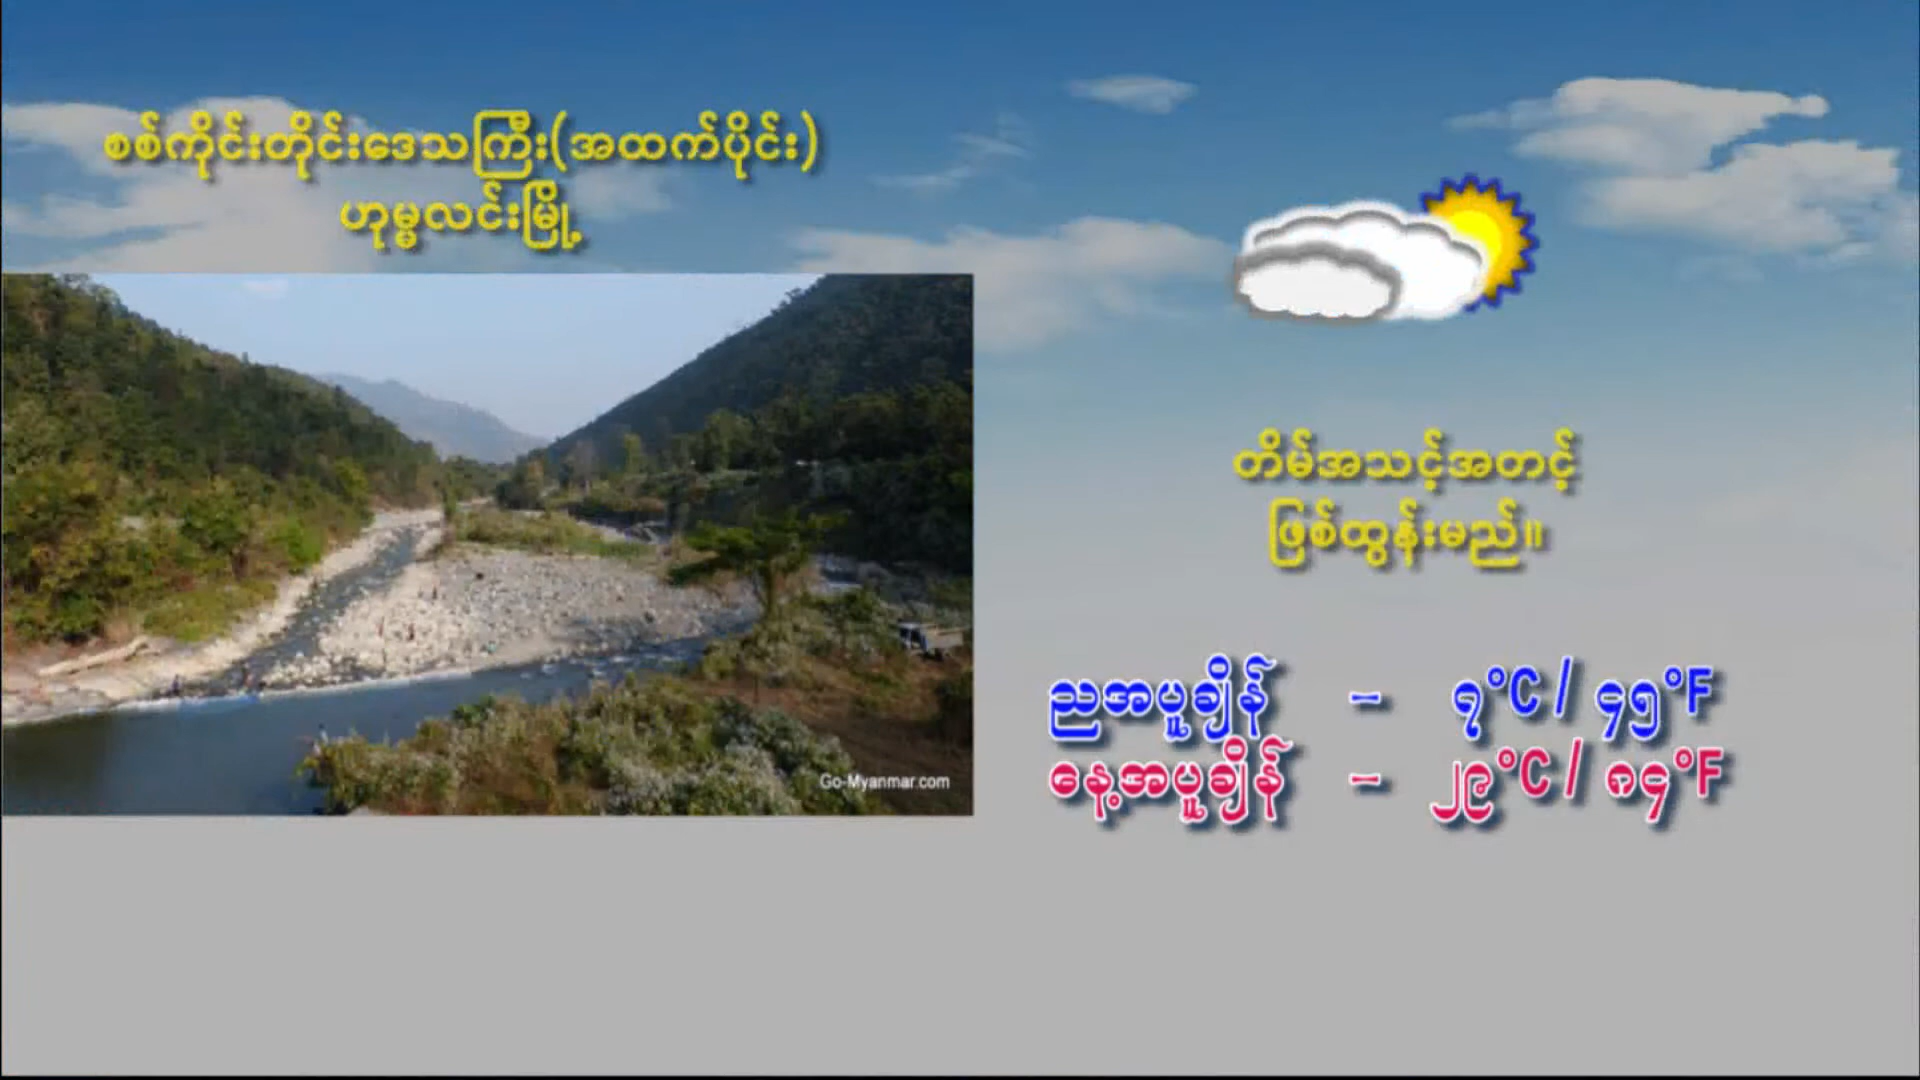 စစ်ကိုင်းတိုင်းဒေသကြီး(အထက်ပိုင်း)
ဟုမ္မလင်းမြို့
Go-Myanmar.com
တိမ်အသင့်အတင့်
ဖြစ်ထွန်းမည်။
ညအပူချိန် - ၇°C / ၄၅°F
နေ့အပူချိန် - ၂၉°C / ၈၄°F